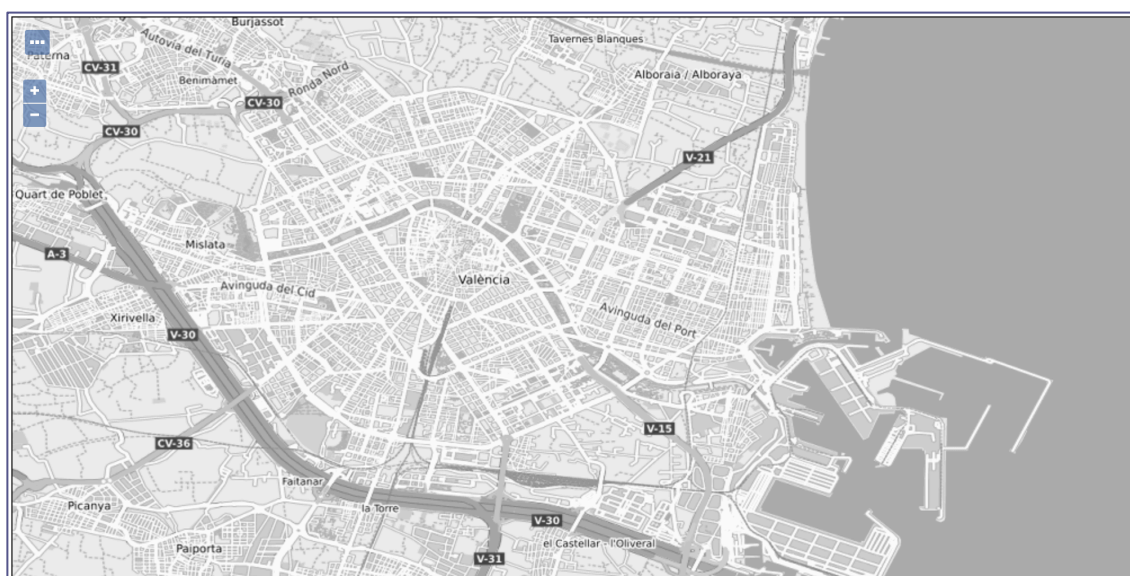 Burjassot
...
Autovia del Turia
Tavernes Blanques
Paterna
CV-31
Ronda Nord
Alboraia / Alboraya
Benimàmet
+
CV-30
−
CV-30
V-21
Quart de Poblet
Mislata
A-3
València
Avinguda del Cid
Xirivella
Avinguda del Port
V-30
V-15
CV-36
Faitanar
Picanya
la Torre
V-30
el Castellar - l'Oliveral
Paiporta
V-31